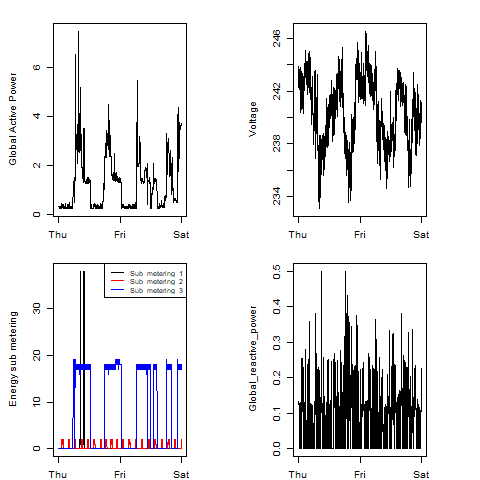 Global Active Power
6
4
2
0
Thu
Fri
Sat
Voltage
246
242
238
234
Thu
Fri
Sat
Energy sub metering
30
20
10
0
Sub_metering_1
Sub_metering_2
Sub_metering_3
Thu
Fri
Sat
Global_reactive_power
0.5
0.4
0.3
0.2
0.1
0.0
Thu
Fri
Sat